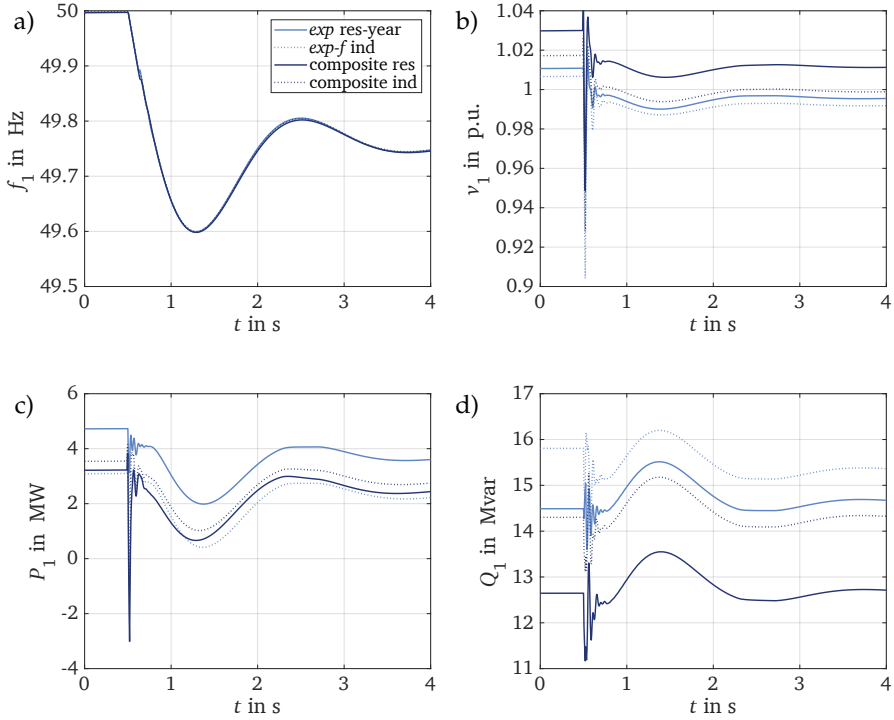 a)
50
49.9
49.8
49.7
49.6
49.5
f1 in Hz
0
1
2
3
4
t in s
exp res-year
exp-f ind
composite res
composite ind
b)
1.04
1.02
1
0.98
0.96
0.94
0.92
0.9
v1 in p.u.
0
1
2
3
4
t in s
c)
6
4
2
0
-2
-4
P1 in MW
0
1
2
3
4
t in s
d)
17
16
15
14
13
12
11
Q1 in Mvar
0
1
2
3
4
t in s